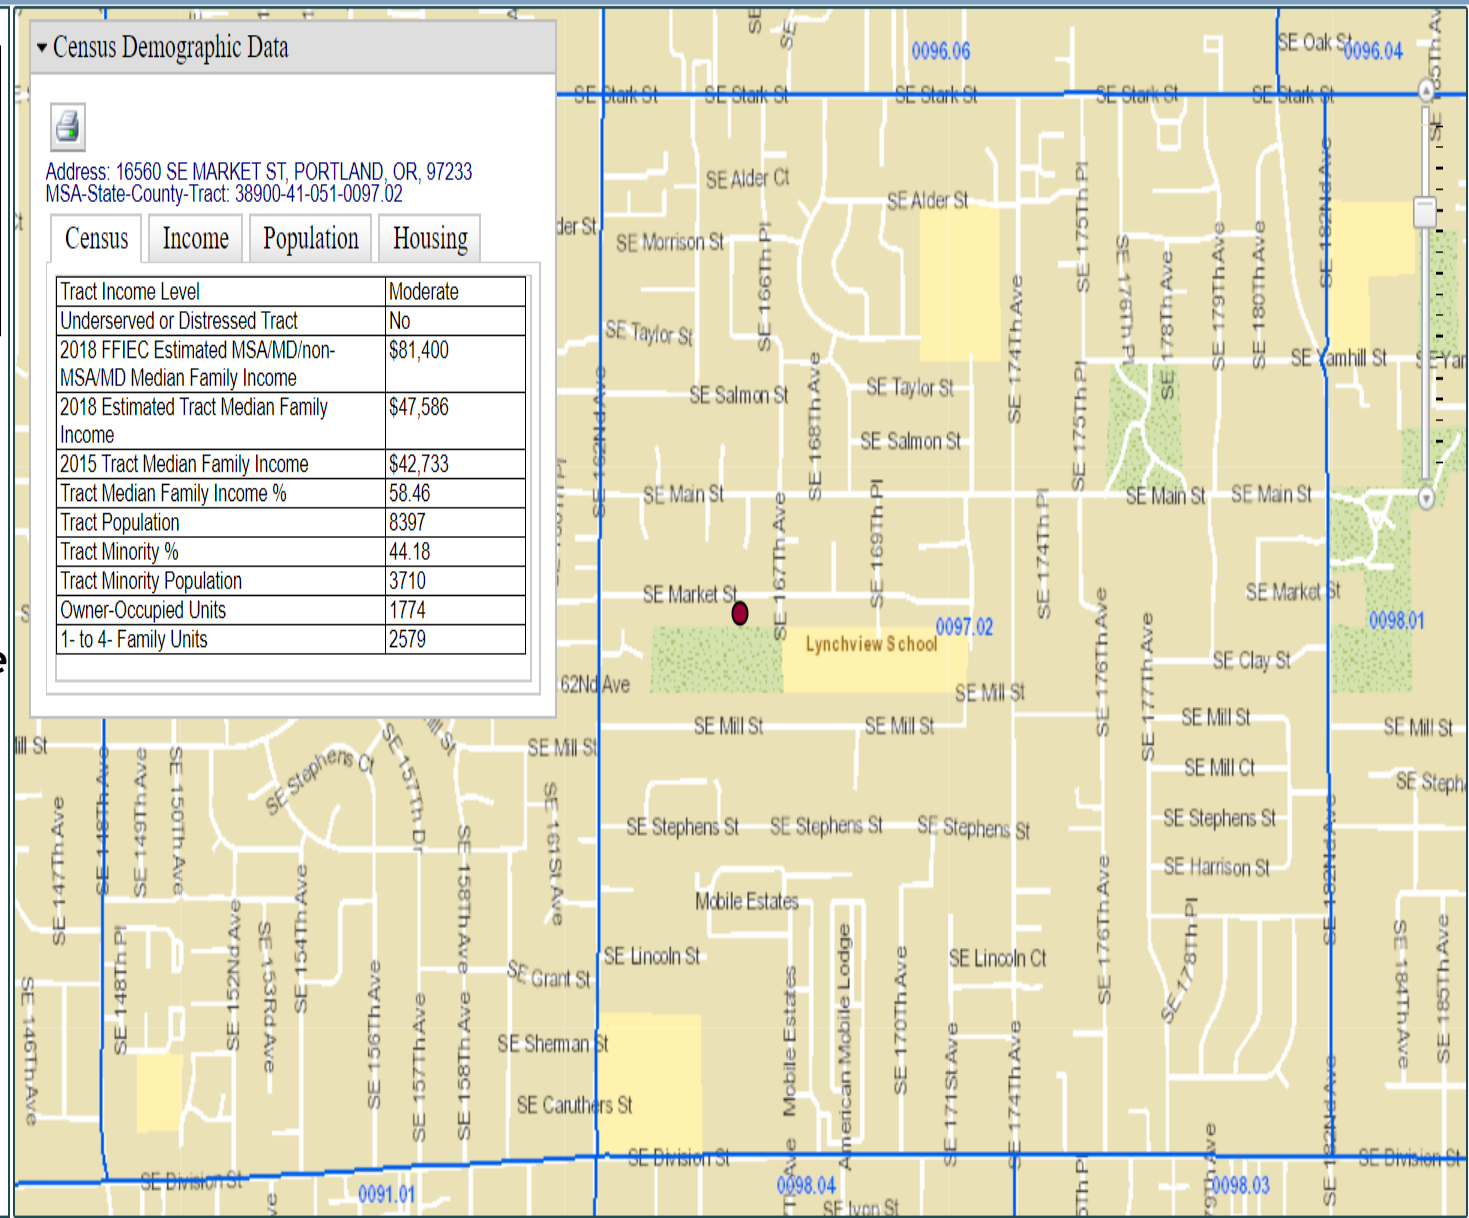 Census Demographic Data
Address: 16560 SE MARKET ST, PORTLAND, OR, 97233
MSA-State-County-Tract: 38900-41-051-0097.02
Census Income Population Housing
Tract Income Level Moderate
Underserved or Distressed Tract No
2018 FFIEC Estimated MSA/MD/non- $81,400
MSA/MD Median Family Income
2018 Estimated Tract Median Family $47,586
Income
2015 Tract Median Family Income $42,733
Tract Median Family Income % 58.46
Tract Population 8397
Tract Minority % 44.18
Tract Minority Population 3710
Owner-Occupied Units 1774
1- to 4- Family Units 2579
0096.06
SE Oak St
0096.04
SE Stark St
SE Stark St
SE Stark St
SE Stark St
SE Stark St
SE Alder Ct
SE Alder St
der St
SE Morrison St
SE 166Th Pl
SE 175Th Pl
SE 176Th Pl
SE 178Th Ave
SE 179Th Ave
SE 180Th Ave
SE 182Nd Ave
SE Taylor St
SE 174Th Ave
SE Yamhill St
SE Yam
SE Salmon St
SE Taylor St
SE 168Th Ave
SE 175Th Pl
SE 162Nd Ave
SE Salmon St
SE Main St
SE Main St
SE Main St
SE 167Th Ave
SE 169Th Pl
SE 174Th Pl
SE Market St
SE Market St
0097.02
0098.01
Lynchview School
SE 176Th Ave
SE 177Th Ave
SE Clay St
62Nd Ave
SE Mill St
SE Mill St
SE Mill St
SE Mill St
SE Mill St
SE Mill St
ill St
SE Mill Ct
SE Stephens Ct
SE 157Th Dr
SE 147Th Ave
SE 148Th Ave
SE 149Th Ave
SE 150Th Ave
SE 161St Ave
SE 158Th Ave
SE Stephens St
SE Stephens St
SE Stephens St
SE Stephens St
SE Steph
SE Harrison St
SE 182Nd Ave
SE 176Th Ave
Mobile Estates
SE 148Th Pl
SE 152Nd Ave
SE 153Rd Ave
SE 154Th Ave
SE Lincoln St
SE Lincoln Ct
SE 178Th Pl
SE 184Th Ave
SE 185Th Ave
SE Grant St
SE 146Th Ave
SE 156Th Ave
SE 157Th Ave
SE 158Th Ave
SE Sherman St
Mobile Estates
American Mobile Lodge
SE 170Th Ave
SE 171St Ave
SE 174Th Ave
SE 182Nd Ave
SE Caruthers St
SE Division St
SE Division St
SE Division St
0091.01
0098.04
0098.03
SE Ivon St